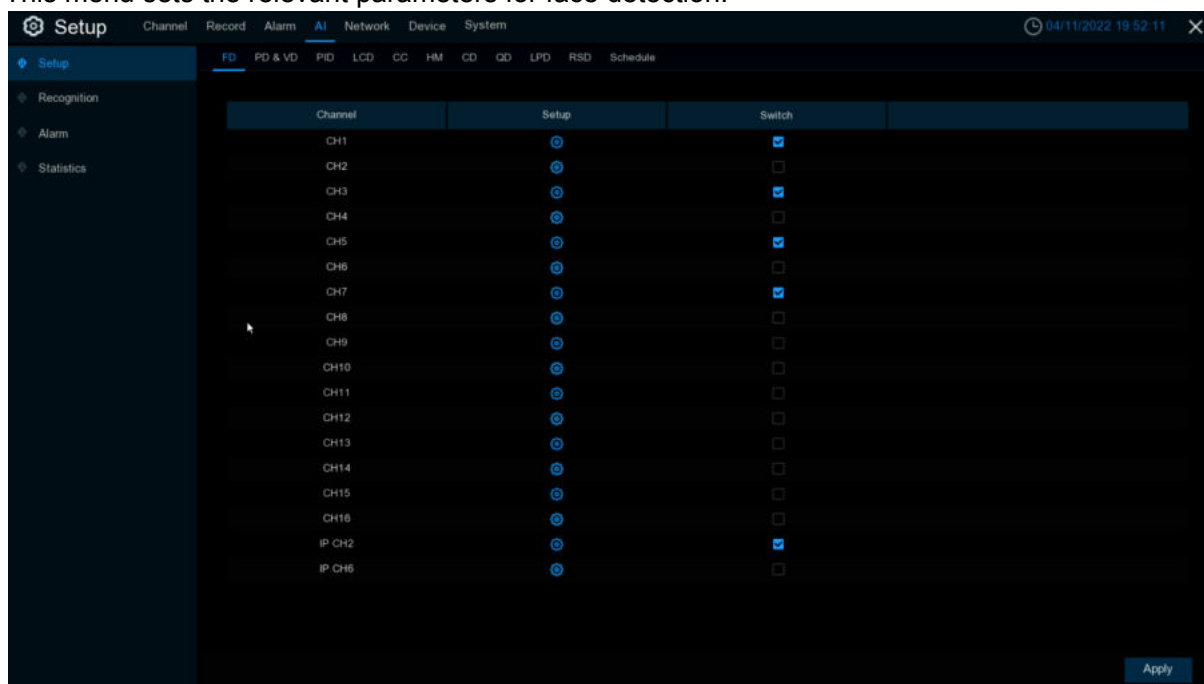 This menu sets the relevant parameters for face detection.
Setup Channel Record Alarm AI Network Device System 04/11/2022 19:52:11
Setup FD PD & VD PID LCD CC HM CD QD LPD RSD Schedule
Recognition
Alarm
Statistics
Channel Setup Switch
CH1
CH2
CH3
CH4
CH5
CH6
CH7
CH8
CH9
CH10
CH11
CH12
CH13
CH14
CH15
CH16
IP CH2
IP CH6
Apply